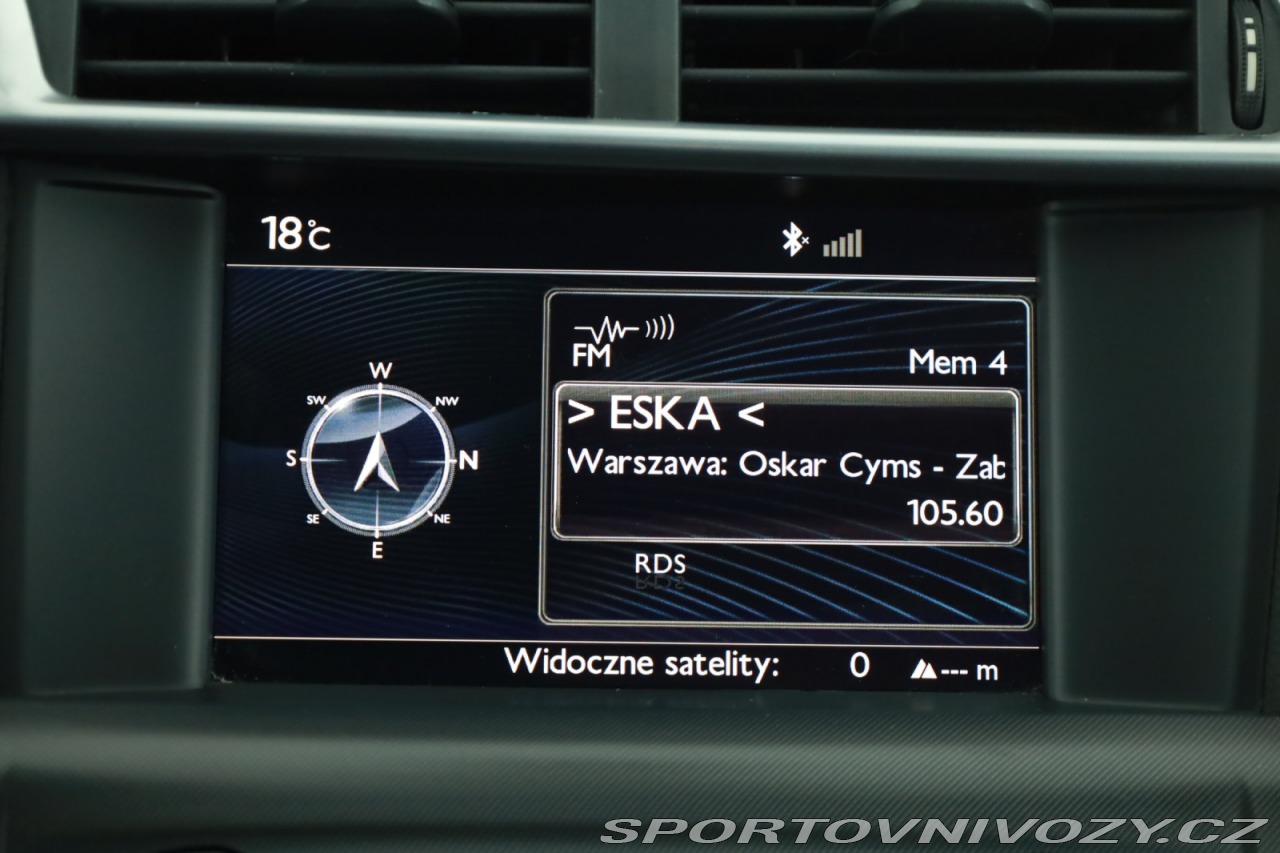 18°C
W
SW
NW
S
N
SE
NE
E
FM
Mem 4
> ESKA <
Warszawa: Oskar Cyms - Zab
105.60
RDS
Widoczne satelity: 0 --- m
SPORTOVNIVOZY.CZ